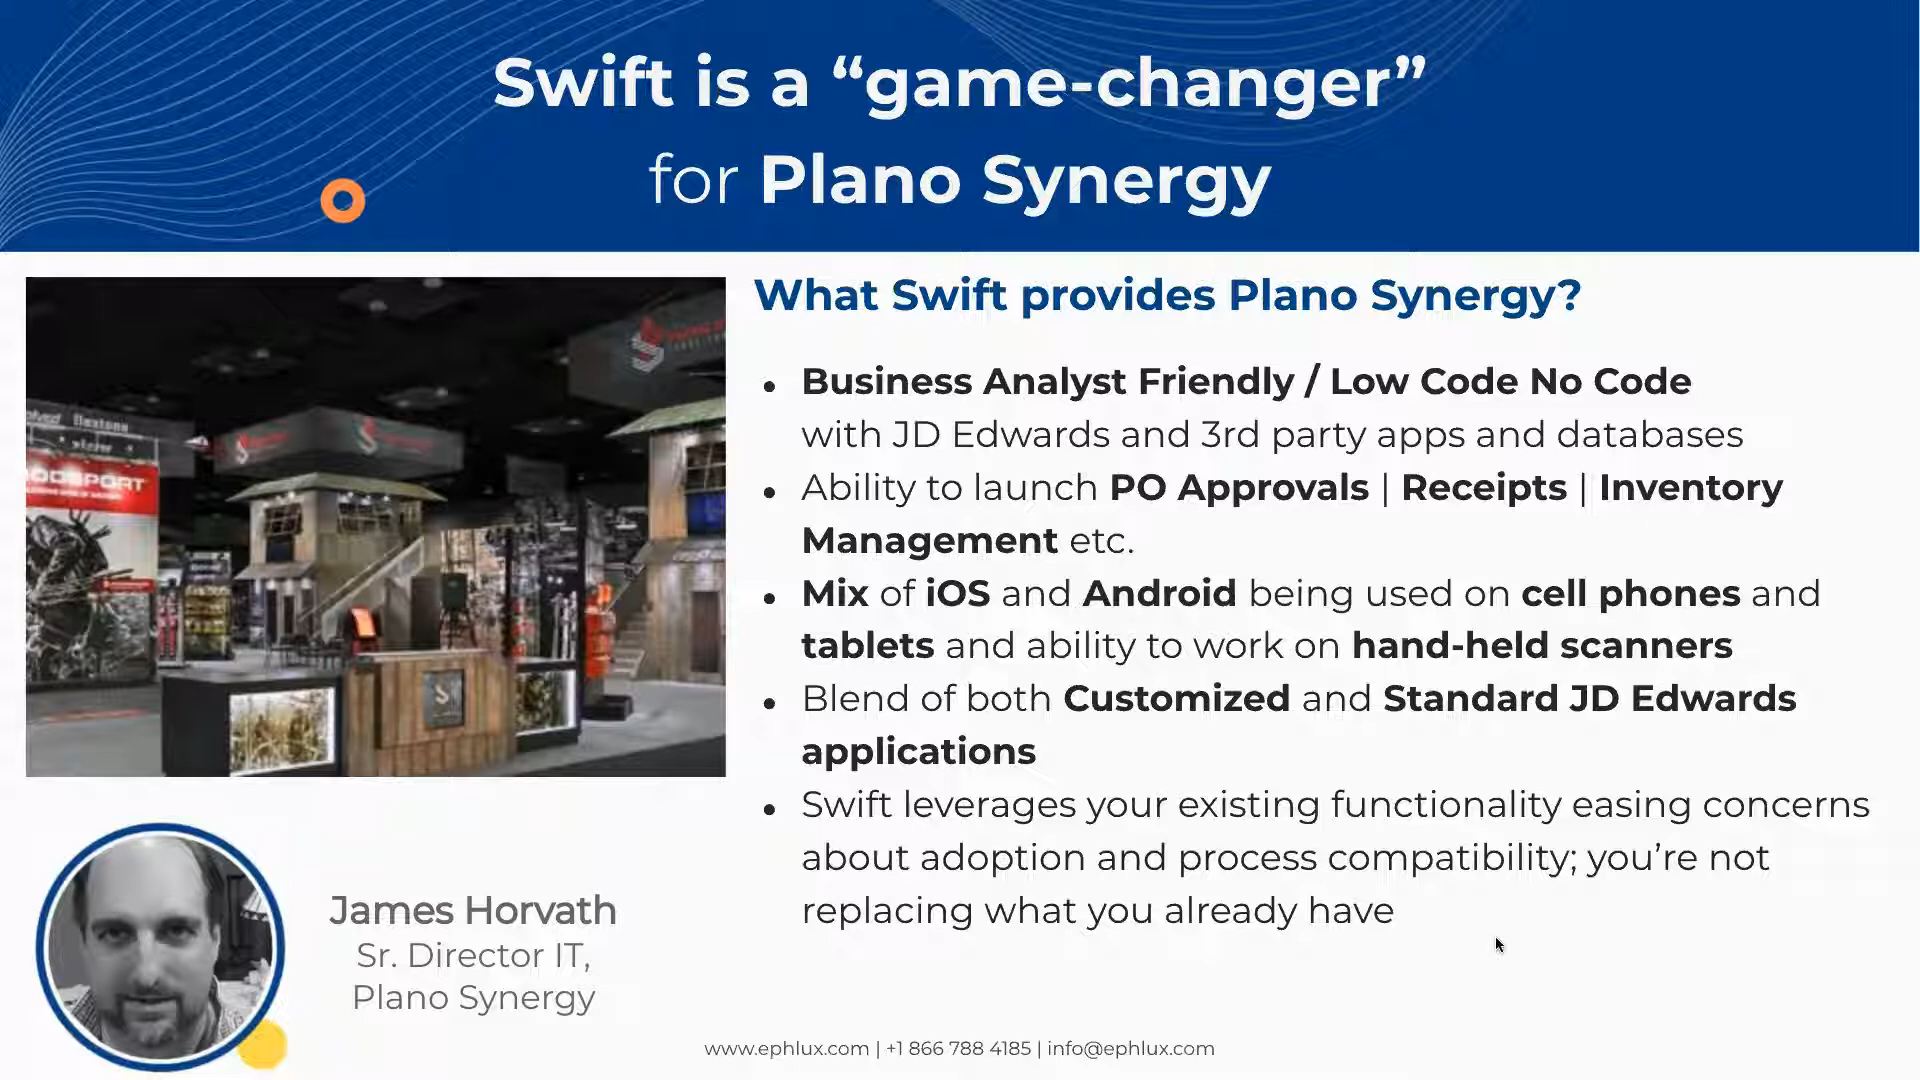 Swift is a “game-changer”
for Plano Synergy
What Swift provides Plano Synergy?
• Business Analyst Friendly / Low Code No Code
with JD Edwards and 3rd party apps and databases
• Ability to launch PO Approvals | Receipts | Inventory
Management etc.
• Mix of iOS and Android being used on cell phones and
tablets and ability to work on hand-held scanners
• Blend of both Customized and Standard JD Edwards
applications
• Swift leverages your existing functionality easing concerns
about adoption and process compatibility; you’re not
replacing what you already have
James Horvath
Sr. Director IT,
Plano Synergy
www.ephlux.com | +1 866 788 4185 | info@ephlux.com